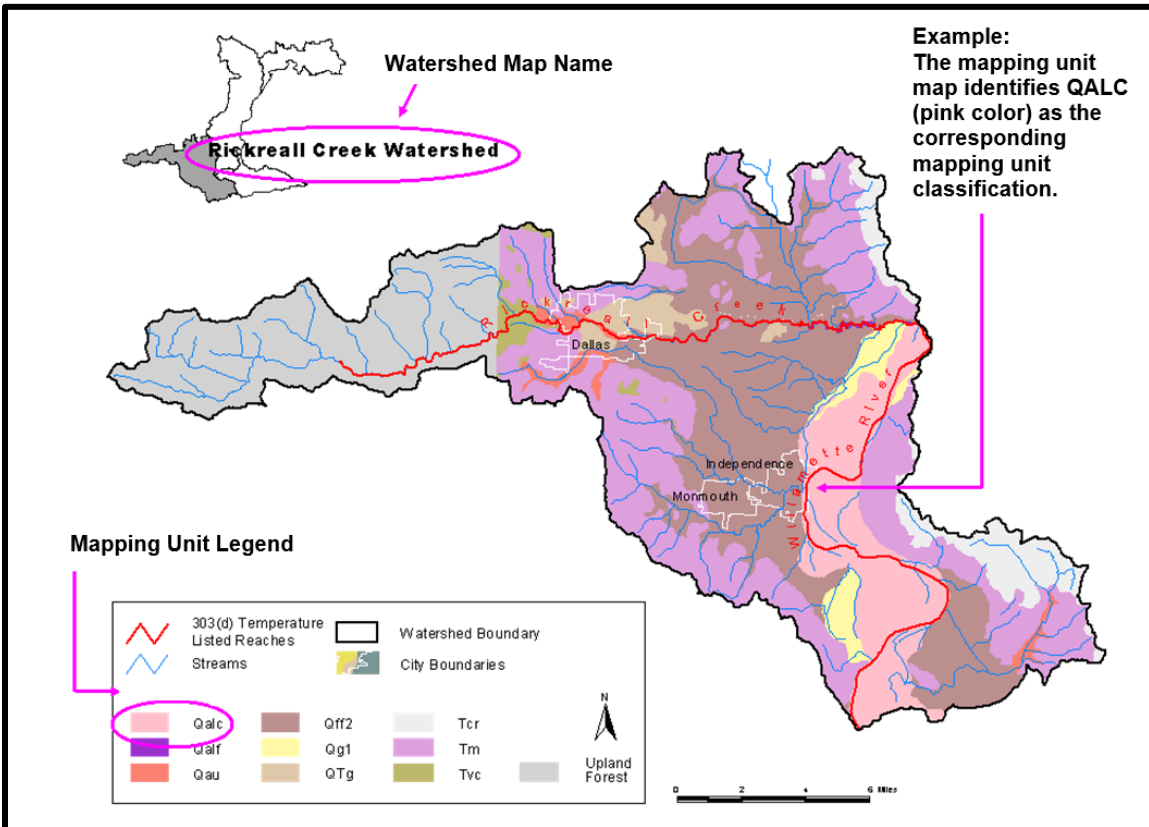 Watershed Map Name
Rickreall Creek Watershed
Example:
The mapping unit
map identifies QALC
(pink color) as the
corresponding
mapping unit
classification.
Rickreall Creek
Dallas
Willamette River
Independence
Monmouth
Mapping Unit Legend
303(d) Temperature
Listed Reaches
Watershed Boundary
Streams
City Boundaries
N
Qalc
Qff2
Tcr
Qalf
Qg1
Tm
Qau
QTg
Tvc
Upland
Forest
0 2 4 6 Miles